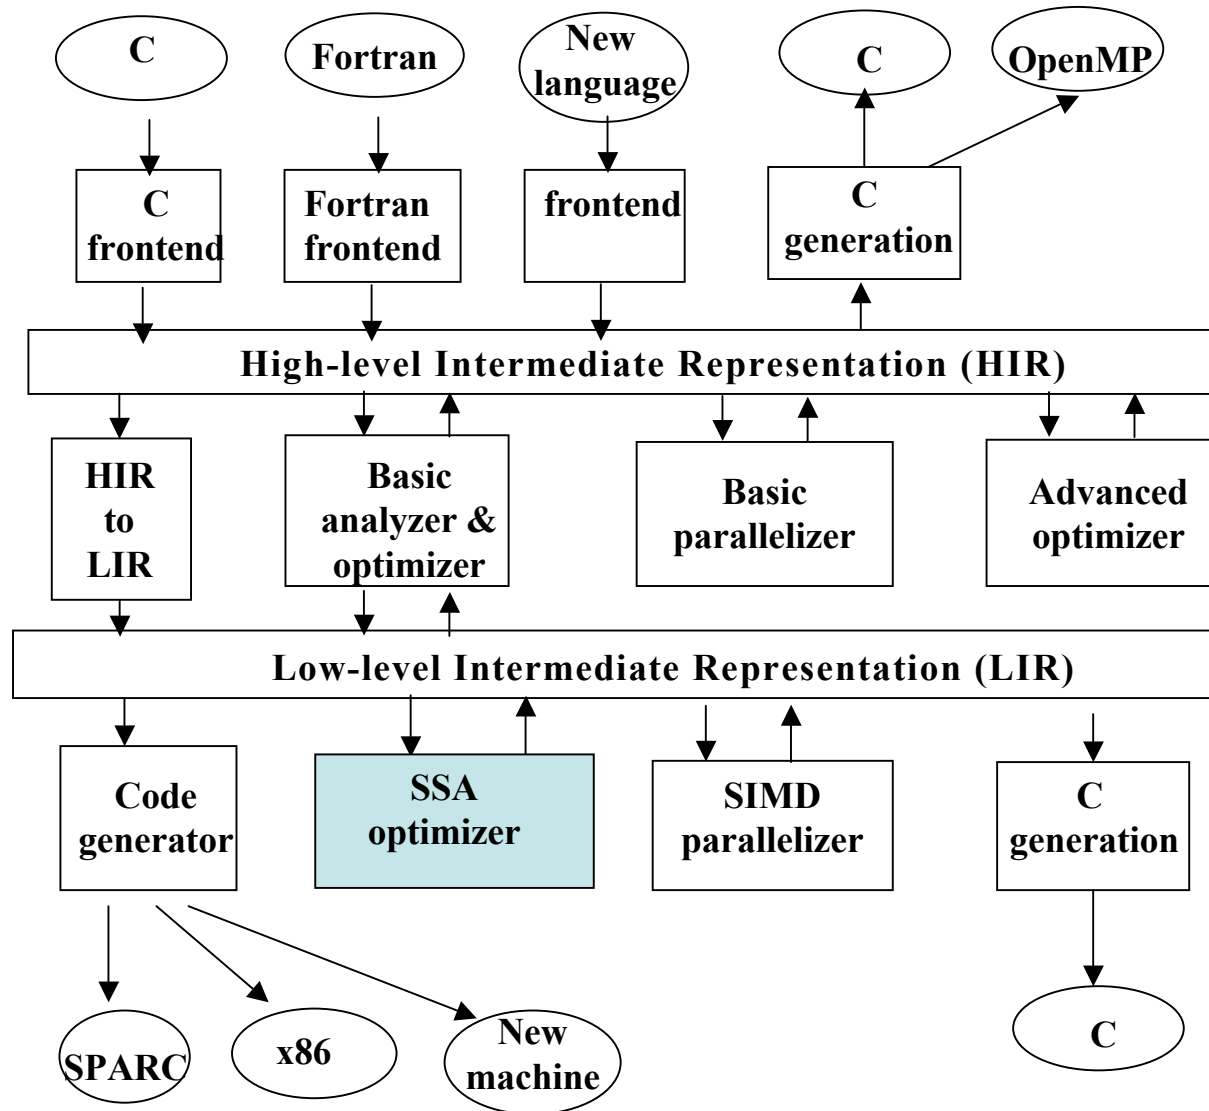 C
Fortran
New
language
C
OpenMP
C
frontend
Fortran
frontend
frontend
C
generation
High-level Intermediate Representation (HIR)
HIR
to
LIR
Basic
analyzer &
optimizer
Basic
parallelizer
Advanced
optimizer
Low-level Intermediate Representation (LIR)
Code
generator
SSA
optimizer
SIMD
parallelizer
C
generation
SPARC
x86
New
machine
C